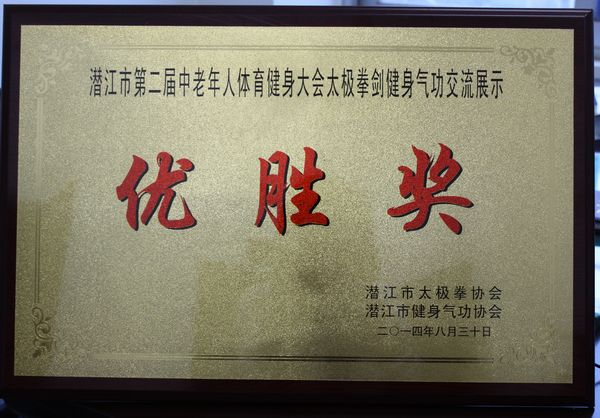 潜江市第二届中老年人体育健身大会太极拳剑健身气功交流展示
优胜奖
潜江市太极拳协会
潜江市健身气功协会
二〇一四年八月三十日